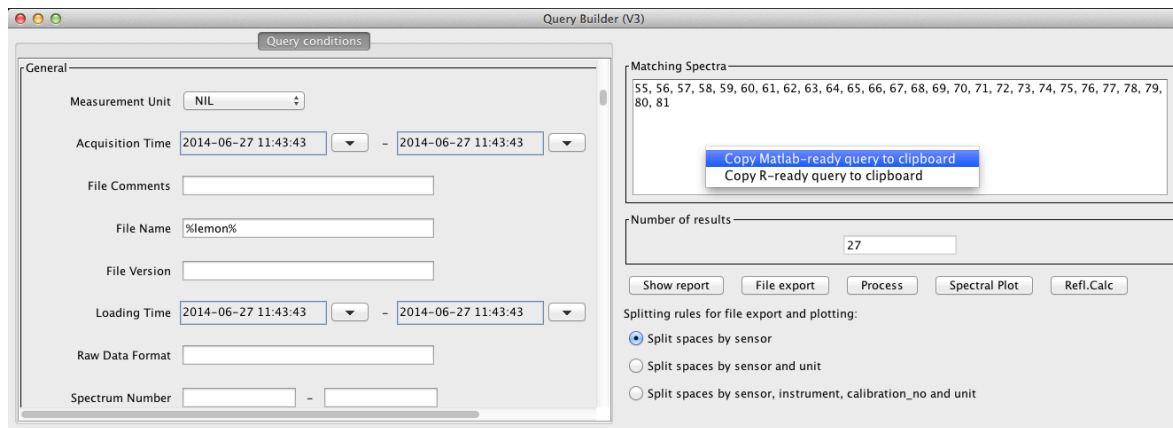 Query Builder (V3)
Query conditions
General
Measurement Unit NIL
Acquisition Time 2014-06-27 11:43:43 - 2014-06-27 11:43:43
File Comments
File Name %lemon%
File Version
Loading Time 2014-06-27 11:43:43 - 2014-06-27 11:43:43
Raw Data Format
Spectrum Number -
Matching Spectra
55, 56, 57, 58, 59, 60, 61, 62, 63, 64, 65, 66, 67, 68, 69, 70, 71, 72, 73, 74, 75, 76, 77, 78, 79,
80, 81
Copy Matlab-ready query to clipboard
Copy R-ready query to clipboard
Number of results
27
Show report File export Process Spectral Plot Refl.Calc
Splitting rules for file export and plotting:
Split spaces by sensor
Split spaces by sensor and unit
Split spaces by sensor, instrument, calibration_no and unit